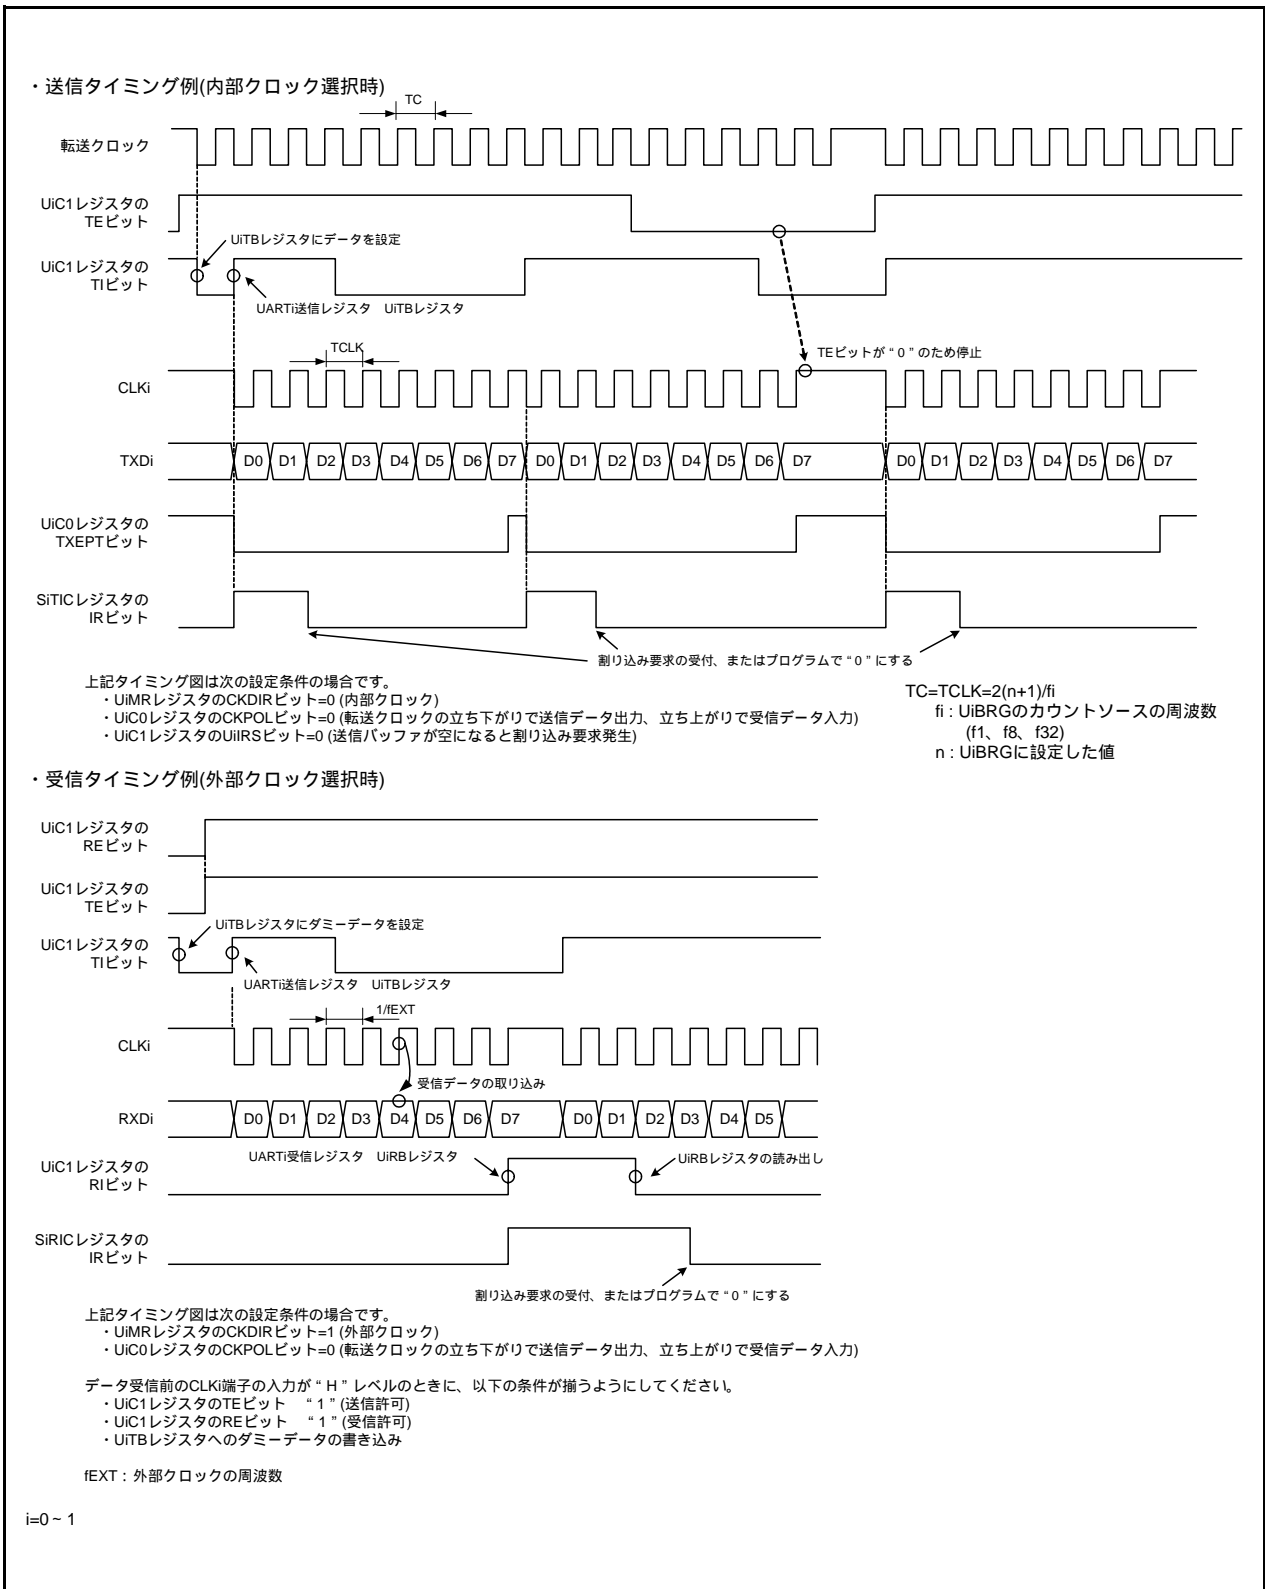 ・送信タイミング例(内部クロック選択時)
TC
転送クロック
UiC1レジスタの
TEビット
UiTBレジスタにデータを設定
UiC1レジスタの
TIビット
UARTi送信レジスタ　UiTBレジスタ
TCLK
TEビットが“0”のため停止
CLKi
TXDi D0 D1 D2 D3 D4 D5 D6 D7 D0 D1 D2 D3 D4 D5 D6 D7 D0 D1 D2 D3 D4 D5 D6 D7
UiC0レジスタの
TXEPTビット
SiTICレジスタの
IRビット
割り込み要求の受付、またはプログラムで“0”にする
上記タイミング図は次の設定条件の場合です。
・UiMRレジスタのCKDIRビット=0 (内部クロック)
・UiC0レジスタのCKPOLビット=0 (転送クロックの立ち下がりで送信データ出力、立ち上がりで受信データ入力)
・UiC1レジスタのUiIRSビット=0 (送信バッファが空になると割り込み要求発生)
TC=TCLK=2(n+1)/fi
fi : UiBRGのカウントソースの周波数
(f1、f8、f32)
n : UiBRGに設定した値
・受信タイミング例(外部クロック選択時)
UiC1レジスタの
REビット
UiC1レジスタの
TEビット
UiTBレジスタにダミーデータを設定
UiC1レジスタの
TIビット
UARTi送信レジスタ　UiTBレジスタ
1/fEXT
CLKi
受信データの取り込み
RXDi D0 D1 D2 D3 D4 D5 D6 D7 D0 D1 D2 D3 D4 D5
UARTi受信レジスタ　UiRBレジスタ
UiRBレジスタの読み出し
UiC1レジスタの
RIビット
SiRICレジスタの
IRビット
割り込み要求の受付、またはプログラムで“0”にする
上記タイミング図は次の設定条件の場合です。
・UiMRレジスタのCKDIRビット=1 (外部クロック)
・UiC0レジスタのCKPOLビット=0 (転送クロックの立ち下がりで送信データ出力、立ち上がりで受信データ入力)
データ受信前のCLKi端子の入力が“H”レベルのときに、以下の条件が揃うようにしてください。
・UiC1レジスタのTEビット　“1”(送信許可)
・UiC1レジスタのREビット　“1”(受信許可)
・UiTBレジスタへのダミーデータの書き込み
fEXT : 外部クロックの周波数
i=0~1